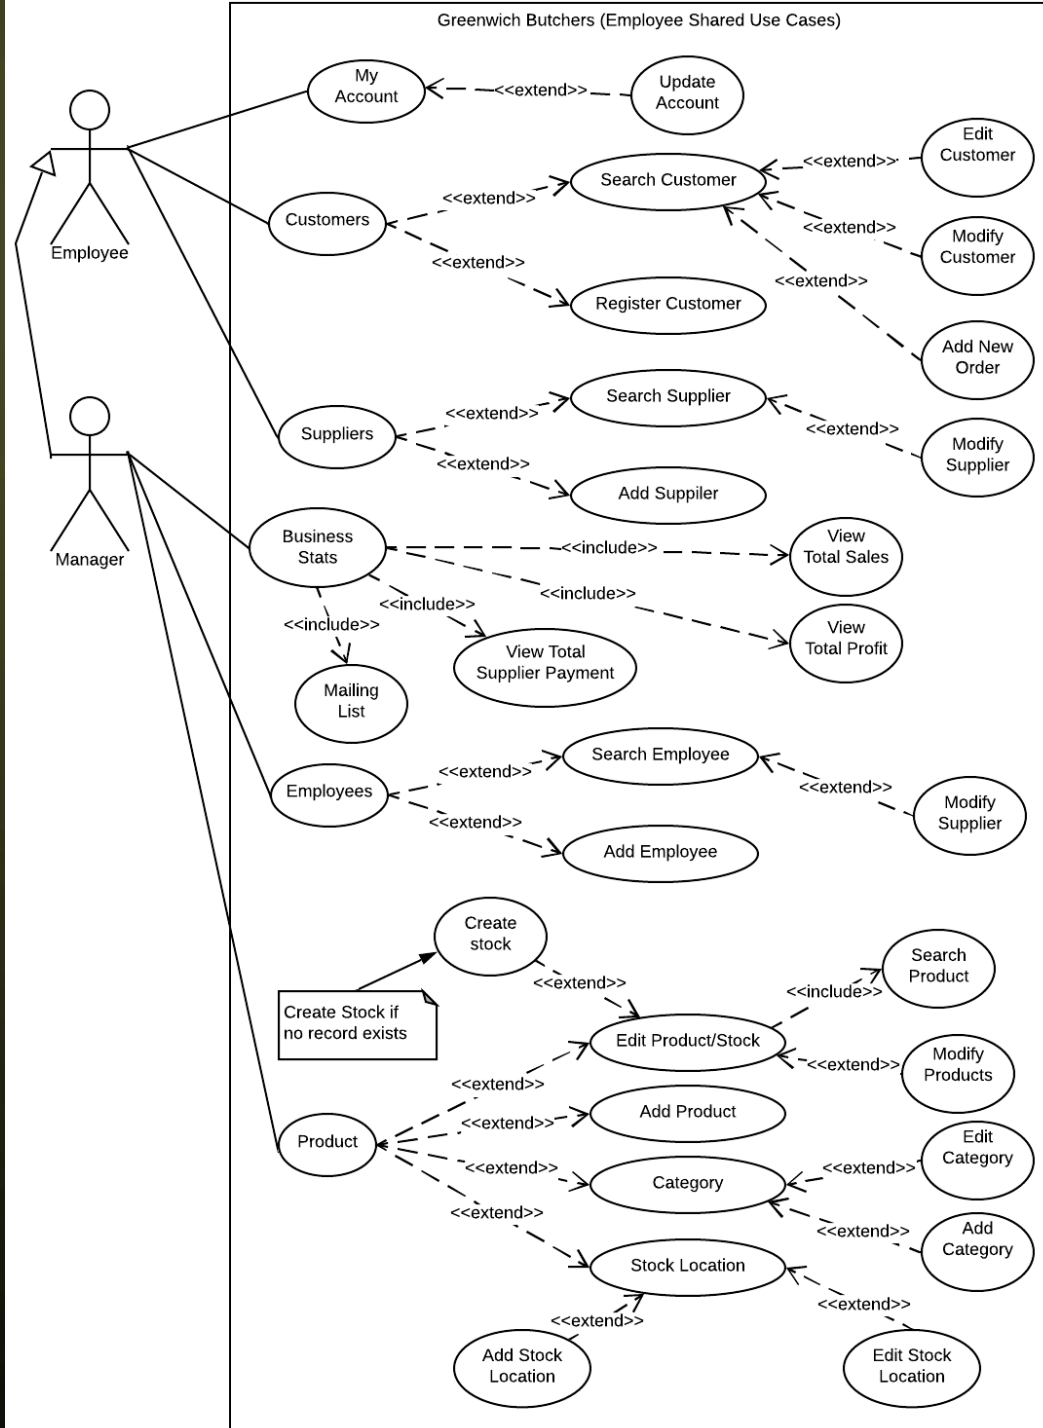 Greenwich Butchers (Employee Shared Use Cases)
My
Account
<<extend>>
Update
Account
Edit
Customer
<<extend>>
Search Customer
<<extend>>
Customers
<<extend>>
Modify
Customer
<<extend>>
Employee
<<extend>>
Register Customer
Add New
Order
<<extend>>
Search Supplier
<<extend>>
Suppliers
<<extend>>
Modify
Supplier
<<extend>>
Add Suppiler
Manager
Business
Stats
<<include>>
View
Total Sales
<<include>>
<<include>>
<<include>>
View
Total Profit
View Total
Supplier Payment
Mailing
List
Search Employee
<<extend>>
Employees
<<extend>>
Modify
Supplier
<<extend>>
Add Employee
Create
stock
<<extend>>
Search
Product
<<include>>
Create Stock if
no record exists
Edit Product/Stock
<<extend>>
Modify
Products
<<extend>>
Add Product
<<extend>>
Product
Edit
Category
<<extend>>
Category
<<extend>>
<<extend>>
<<extend>>
Add
Category
Stock Location
<<extend>>
<<extend>>
Add Stock
Location
Edit Stock
Location